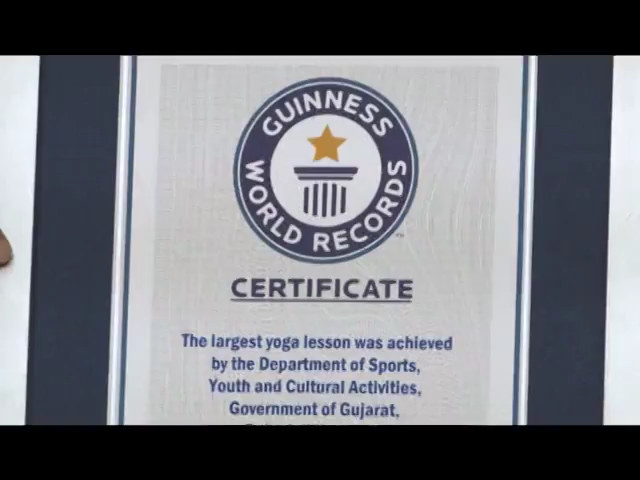 GUINNESS
WORLD RECORDS
™
CERTIFICATE
The largest yoga lesson was achieved
by the Department of Sports,
Youth and Cultural Activities,
Government of Gujarat,